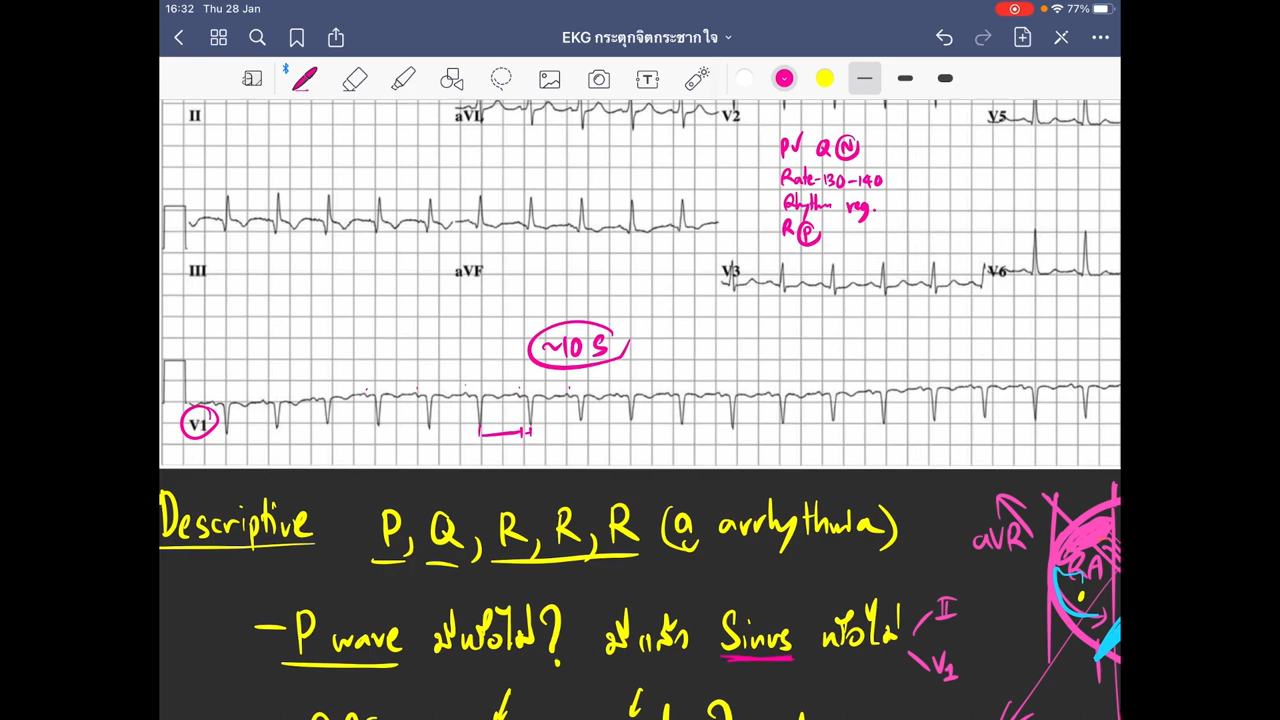 16:32 Thu 28 Jan
77%
EKG กระตุกจิตกระชากใจ
II aVL V2 V5
P✓ Q N
Rate-130-140
Rhythm reg.
R P
III aVF V3 V6
~10 S
V1
Descriptive P, Q, R, R, R (a arrhythmia)
aVR
RA
- P wave มีหรือไม่? มีแล้ว Sinus หรือไม่
II
V1